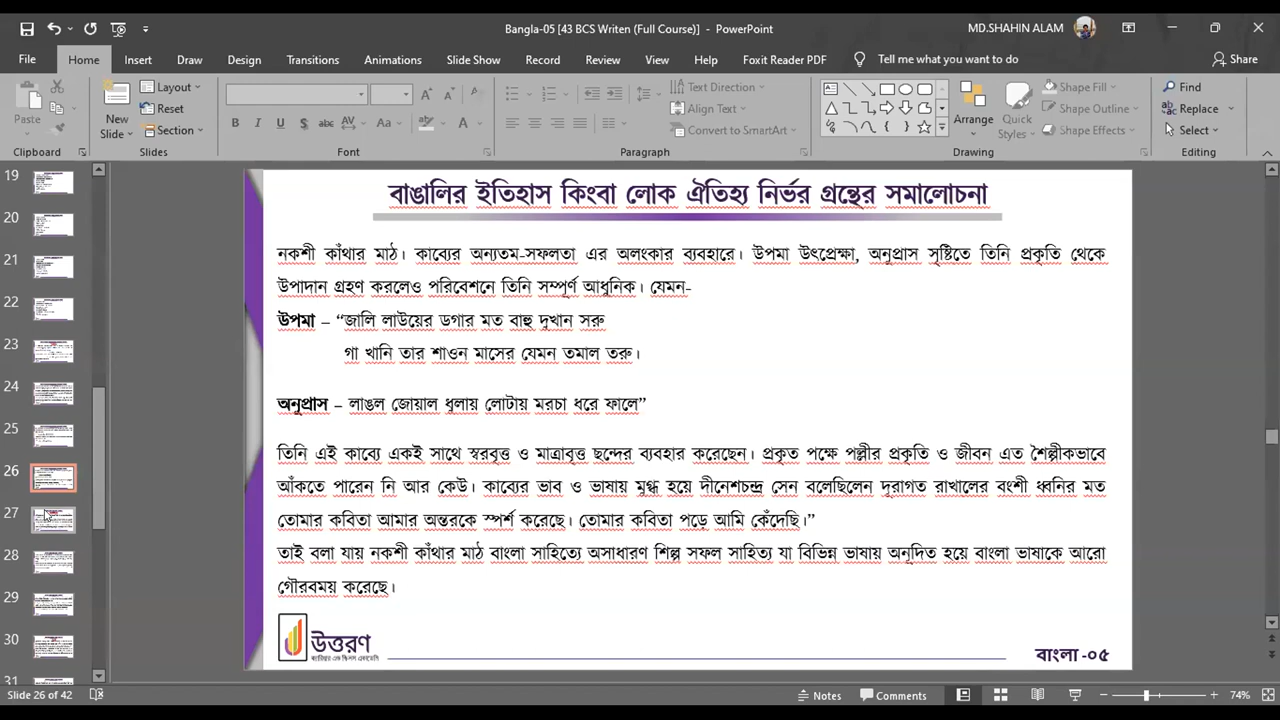 Bangla-05 [43 BCS Writen (Full Course)] - PowerPoint
MD.SHAHIN ALAM
File Home Insert Draw Design Transitions Animations Slide Show Record Review View Help Foxit Reader PDF Tell me what you want to do Share
Paste
New Slide
Layout
Reset
Section
Text Direction
Align Text
Convert to SmartArt
Arrange
Quick Styles
Shape Fill
Shape Outline
Shape Effects
Find
Replace
Select
Clipboard Slides Font Paragraph Drawing Editing
19
20
21
22
23
24
25
26
27
28
29
30
31
বাঙালির ইতিহাস কিংবা লোক ঐতিহ্য নির্ভর গ্রন্থের সমালোচনা
নকশী কাঁথার মাঠ। কাব্যের অন্যতম-সফলতা এর অলংকার ব্যবহারে। উপমা উৎপ্রেক্ষা, অনুপ্রাস সৃষ্টিতে তিনি প্রকৃতি থেকে
উপাদান গ্রহণ করলেও পরিবেশনে তিনি সম্পূর্ণ আধুনিক। যেমন-
উপমা – “জালি লাউয়ের ডগার মত বাহু দুখান সরু
গা খানি তার শাওন মাসের যেমন তমাল তরু।
অনুপ্রাস – লাঙল জোয়াল ধুলায় লোটায় মরচা ধরে ফালে”
তিনি এই কাব্যে একই সাথে স্বরবৃত্ত ও মাত্রাবৃত্ত ছন্দের ব্যবহার করেছেন। প্রকৃত পক্ষে পল্লীর প্রকৃতি ও জীবন এত শৈল্পীকভাবে
আঁকতে পারেন নি আর কেউ। কাব্যের ভাব ও ভাষায় মুগ্ধ হয়ে দীনেশচন্দ্র সেন বলেছিলেন দূরাগত রাখালের বংশী ধ্বনির মত
তোমার কবিতা আমার অন্তরকে স্পর্শ করেছে। তোমার কবিতা পড়ে আমি কেঁদেছি।”
তাই বলা যায় নকশী কাঁথার মাঠ বাংলা সাহিত্যে অসাধারণ শিল্প সফল সাহিত্য যা বিভিন্ন ভাষায় অনূদিত হয়ে বাংলা ভাষাকে আরো
গৌরবময় করেছে।
উত্তরণ
বাংলা -০৫
Slide 26 of 42
Notes Comments 74%